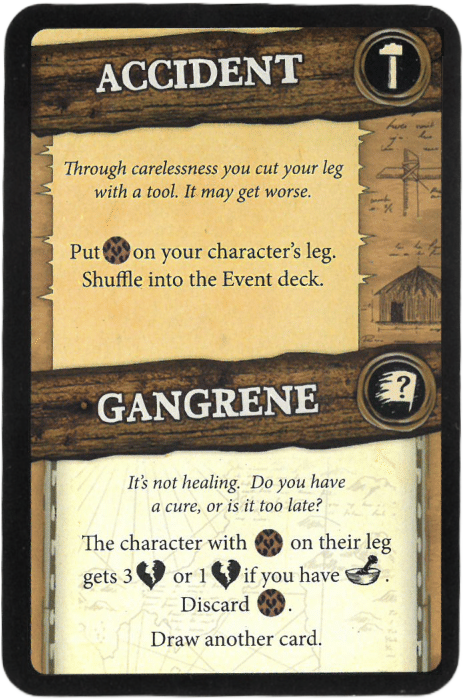 ACCIDENT
Through carelessness you cut your leg
with a tool. It may get worse.
Put on your character's leg.
Shuffle into the Event deck.
GANGRENE
?
It's not healing. Do you have
a cure, or is it too late?
The character with on their leg
gets 3 or 1 if you have .
Discard .
Draw another card.